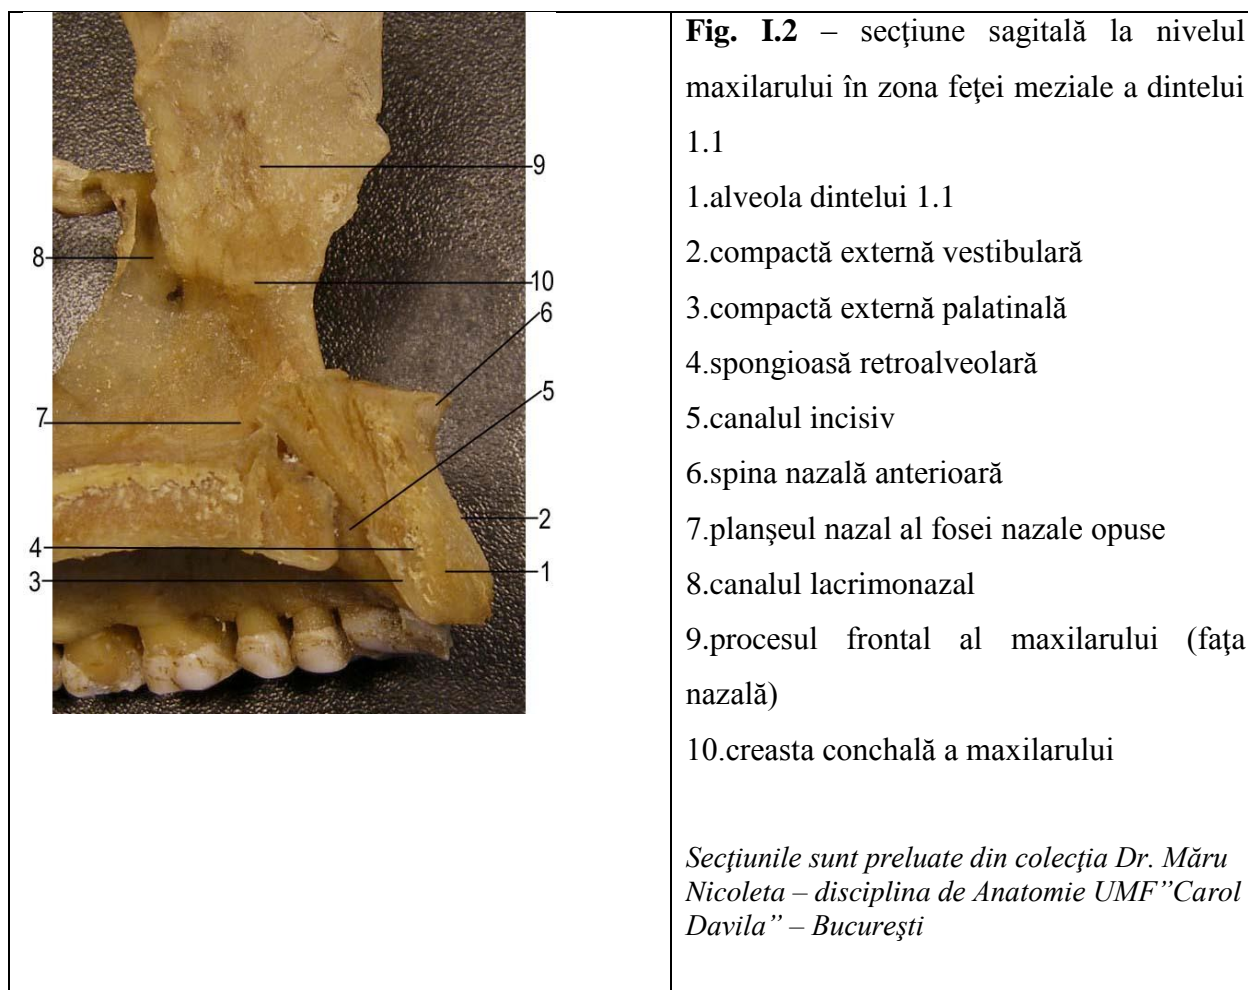 9
8
10
6
5
7
2
4
1
3
Fig. I.2 – secţiune sagitală la nivelul
maxilarului în zona feţei meziale a dintelui
1.1
1.alveola dintelui 1.1
2.compactă externă vestibulară
3.compactă externă palatinală
4.spongioasă retroalveolară
5.canalul incisiv
6.spina nazală anterioară
7.planşeul nazal al fosei nazale opuse
8.canalul lacrimonazal
9.procesul frontal al maxilarului (faţa
nazală)
10.creasta conchală a maxilarului
Secţiunile sunt preluate din colecţia Dr. Măru
Nicoleta – disciplina de Anatomie UMF”Carol
Davila” – Bucureşti